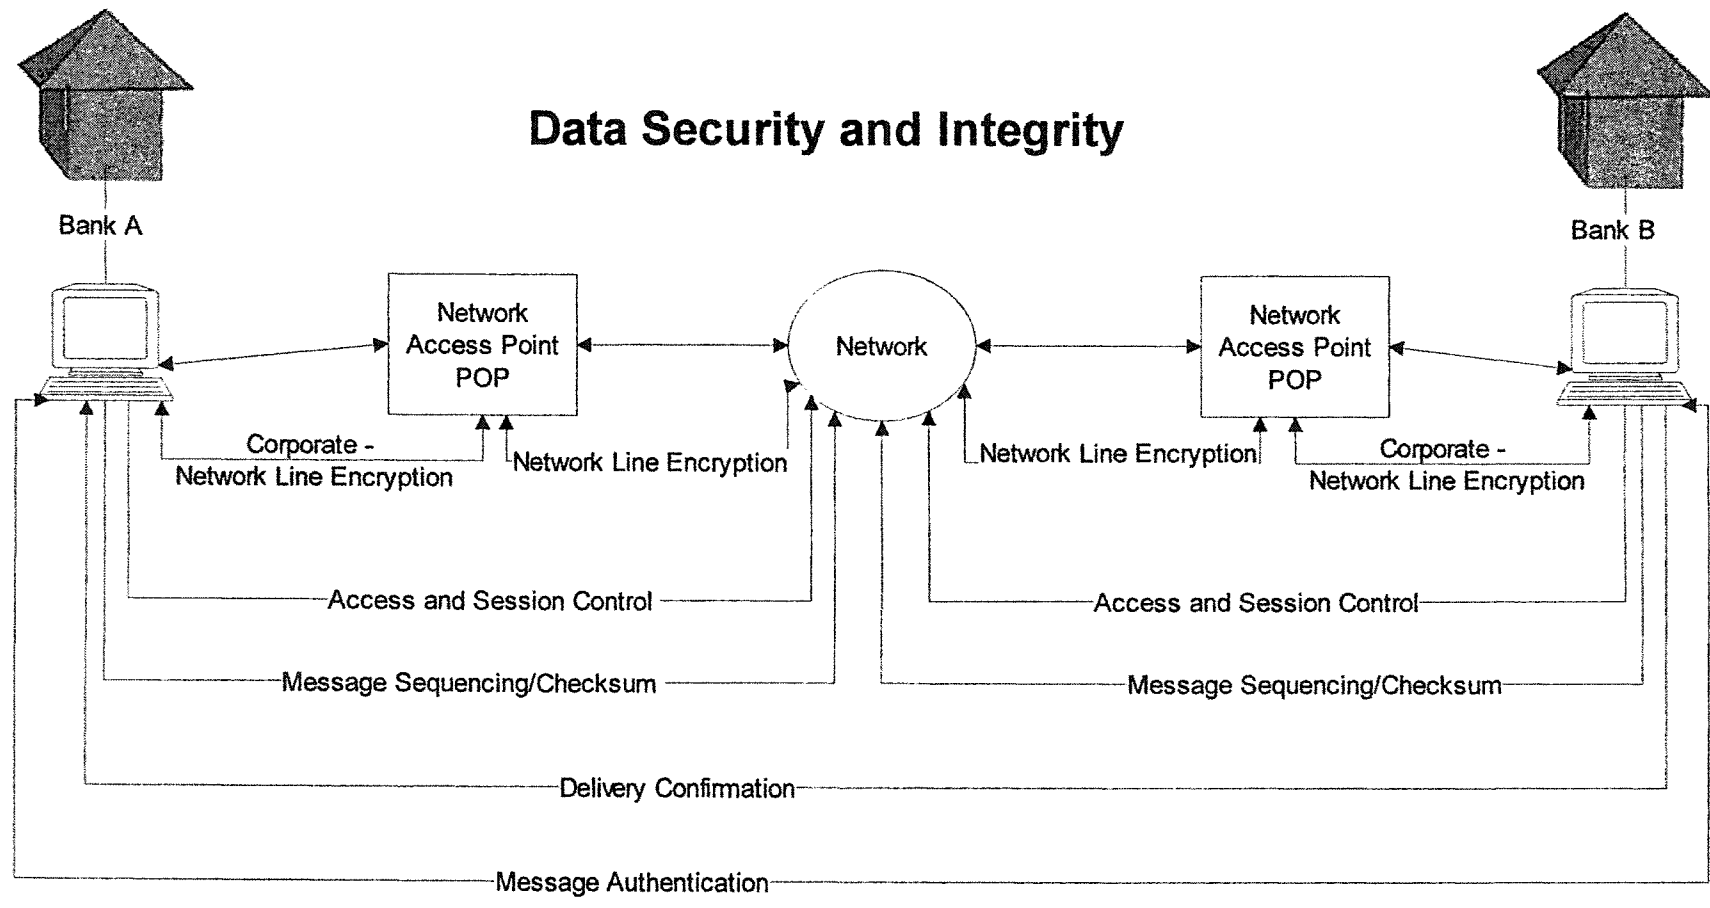 Data Security and Integrity
Bank A
Bank B
Network
Access Point
POP
Network
Network
Access Point
POP
Corporate -
Network Line Encryption
Network Line Encryption
Network Line Encryption
Corporate -
Network Line Encryption
Access and Session Control
Access and Session Control
Message Sequencing/Checksum
Message Sequencing/Checksum
Delivery Confirmation
Message Authentication